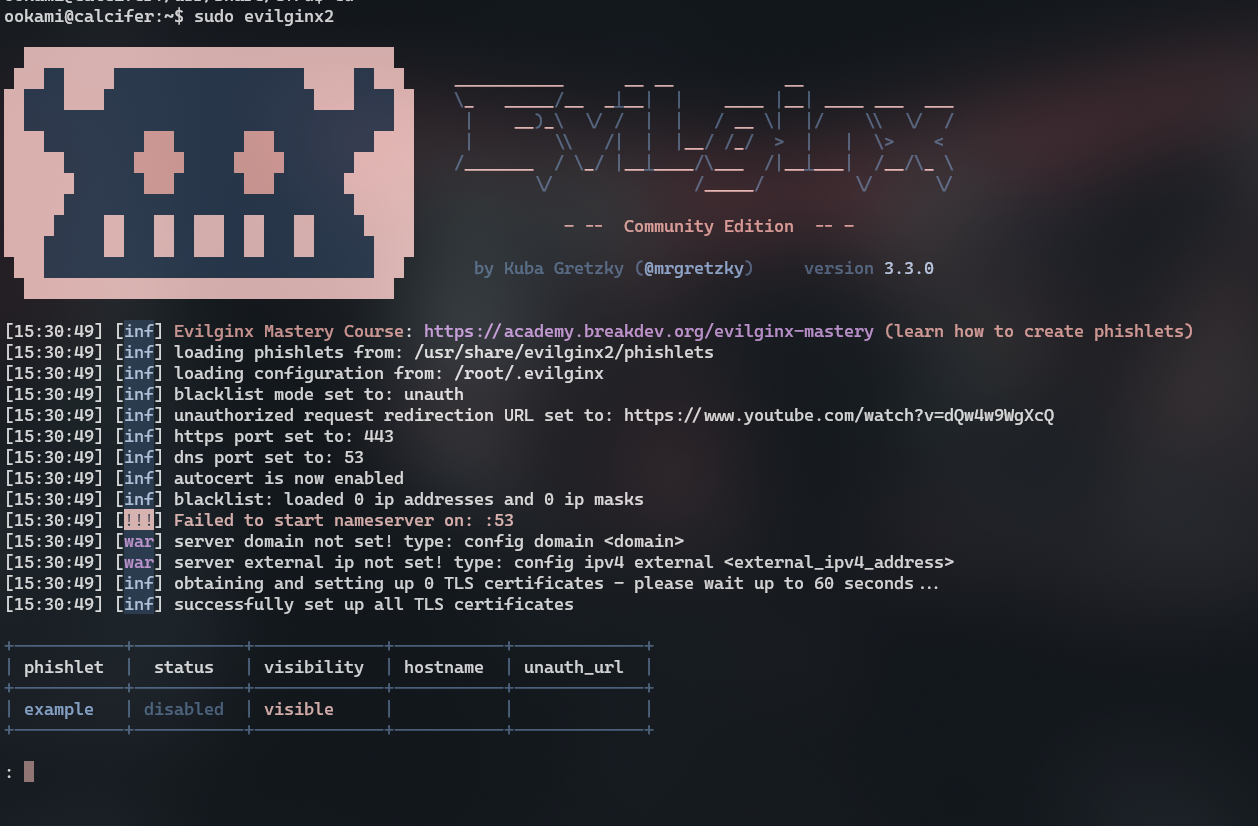 ookami@calcifer:~$ sudo evilginx2
Evilginx
- -- Community Edition -- -
by Kuba Gretzky (@mrgretzky) version 3.3.0
[15:30:49] [inf] Evilginx Mastery Course: https://academy.breakdev.org/evilginx-mastery (learn how to create phishlets)
[15:30:49] [inf] loading phishlets from: /usr/share/evilginx2/phishlets
[15:30:49] [inf] loading configuration from: /root/.evilginx
[15:30:49] [inf] blacklist mode set to: unauth
[15:30:49] [inf] unauthorized request redirection URL set to: https://www.youtube.com/watch?v=dQw4w9WgXcQ
[15:30:49] [inf] https port set to: 443
[15:30:49] [inf] dns port set to: 53
[15:30:49] [inf] autocert is now enabled
[15:30:49] [inf] blacklist: loaded 0 ip addresses and 0 ip masks
[15:30:49] [!!!] Failed to start nameserver on: :53
[15:30:49] [war] server domain not set! type: config domain <domain>
[15:30:49] [war] server external ip not set! type: config ipv4 external <external_ipv4_address>
[15:30:49] [inf] obtaining and setting up 0 TLS certificates - please wait up to 60 seconds...
[15:30:49] [inf] successfully set up all TLS certificates
| phishlet | status | visibility | hostname | unauth_url |
| example | disabled | visible | | |
: